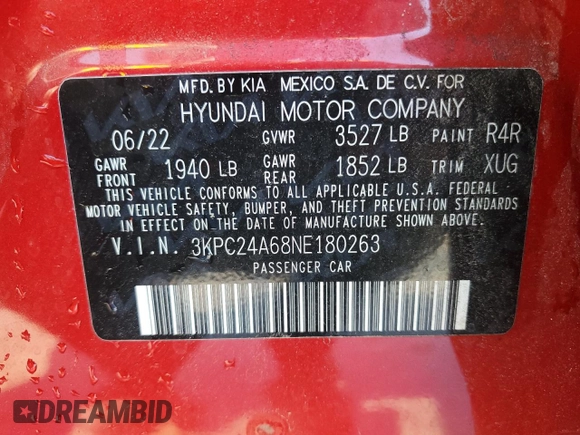 MFD. BY KIA MEXICO S.A. DE C.V. FOR
HYUNDAI MOTOR COMPANY
06/22 GVWR 3527 LB PAINT R4R
GAWR FRONT 1940 LB GAWR REAR 1852 LB TRIM XUG
THIS VEHICLE CONFORMS TO ALL APPLICABLE U.S.A. FEDERAL
MOTOR VEHICLE SAFETY, BUMPER, AND THEFT PREVENTION STANDARDS
IN EFFECT ON THE DATE OF MANUFACTURE SHOWN ABOVE.
V.I.N. 3KPC24A68NE180263
PASSENGER CAR
DREAMBID